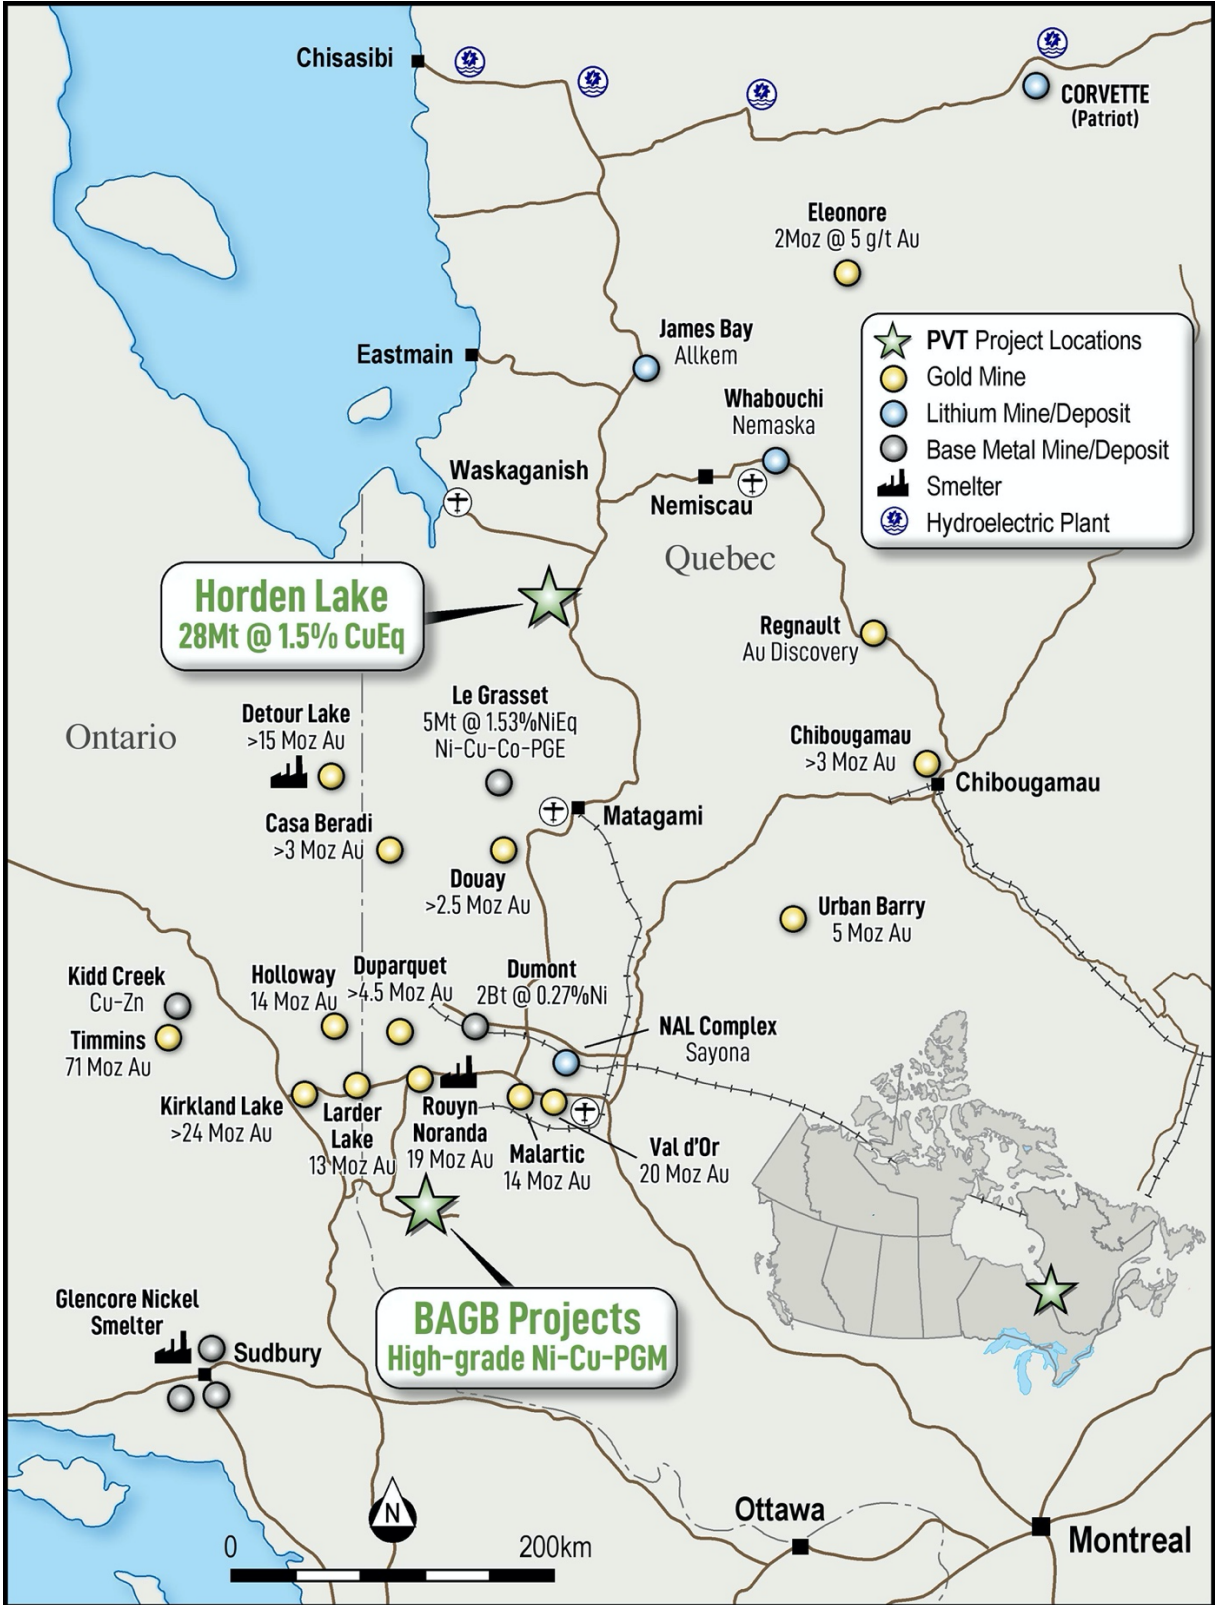 Chisasibi
CORVETTE
(Patriot)
Eleonore
2Moz @ 5 g/t Au
James Bay
Allkem
Eastmain
PVT Project Locations
Gold Mine
Lithium Mine/Deposit
Base Metal Mine/Deposit
Smelter
Hydroelectric Plant
Whabouchi
Nemaska
Waskaganish
Nemiscau
Quebec
Horden Lake
28Mt @ 1.5% CuEq
Regnault
Au Discovery
Ontario
Detour Lake
>15 Moz Au
Le Grasset
5Mt @ 1.53%NiEq
Ni-Cu-Co-PGE
Chibougamau
>3 Moz Au
Chibougamau
Matagami
Casa Beradi
>3 Moz Au
Douay
>2.5 Moz Au
Urban Barry
5 Moz Au
Kidd Creek
Cu-Zn
Timmins
71 Moz Au
Holloway
14 Moz Au
Duparquet
>4.5 Moz Au
Dumont
2Bt @ 0.27%Ni
NAL Complex
Sayona
Kirkland Lake
>24 Moz Au
Larder
Lake
13 Moz Au
Rouyn
Noranda
19 Moz Au
Malartic
14 Moz Au
Val d'Or
20 Moz Au
BAGB Projects
High-grade Ni-Cu-PGM
Glencore Nickel
Smelter
Sudbury
N
0 200km
Ottawa
Montreal